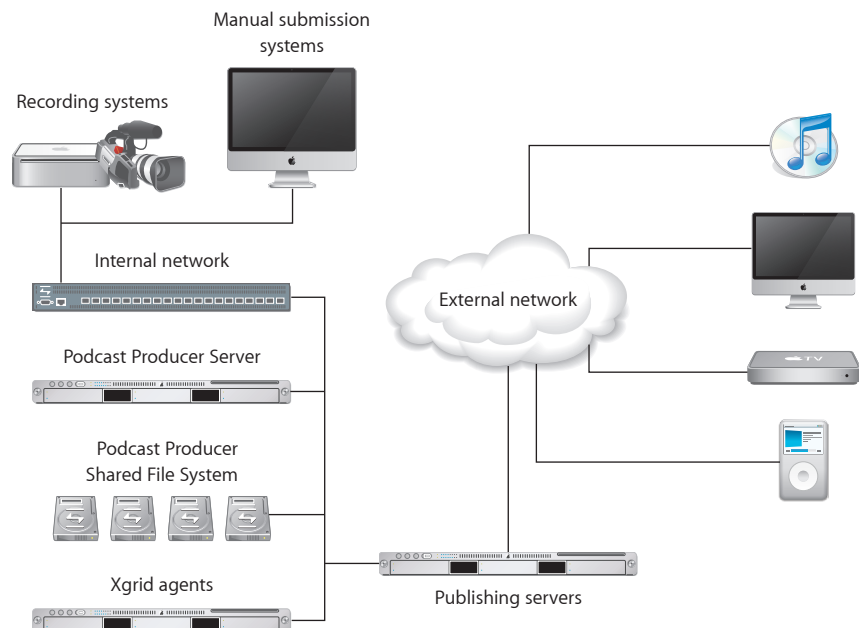 Manual submission
systems
Recording systems
Internal network
External network
Podcast Producer Server
tv
Podcast Producer
Shared File System
Xgrid agents
Publishing servers